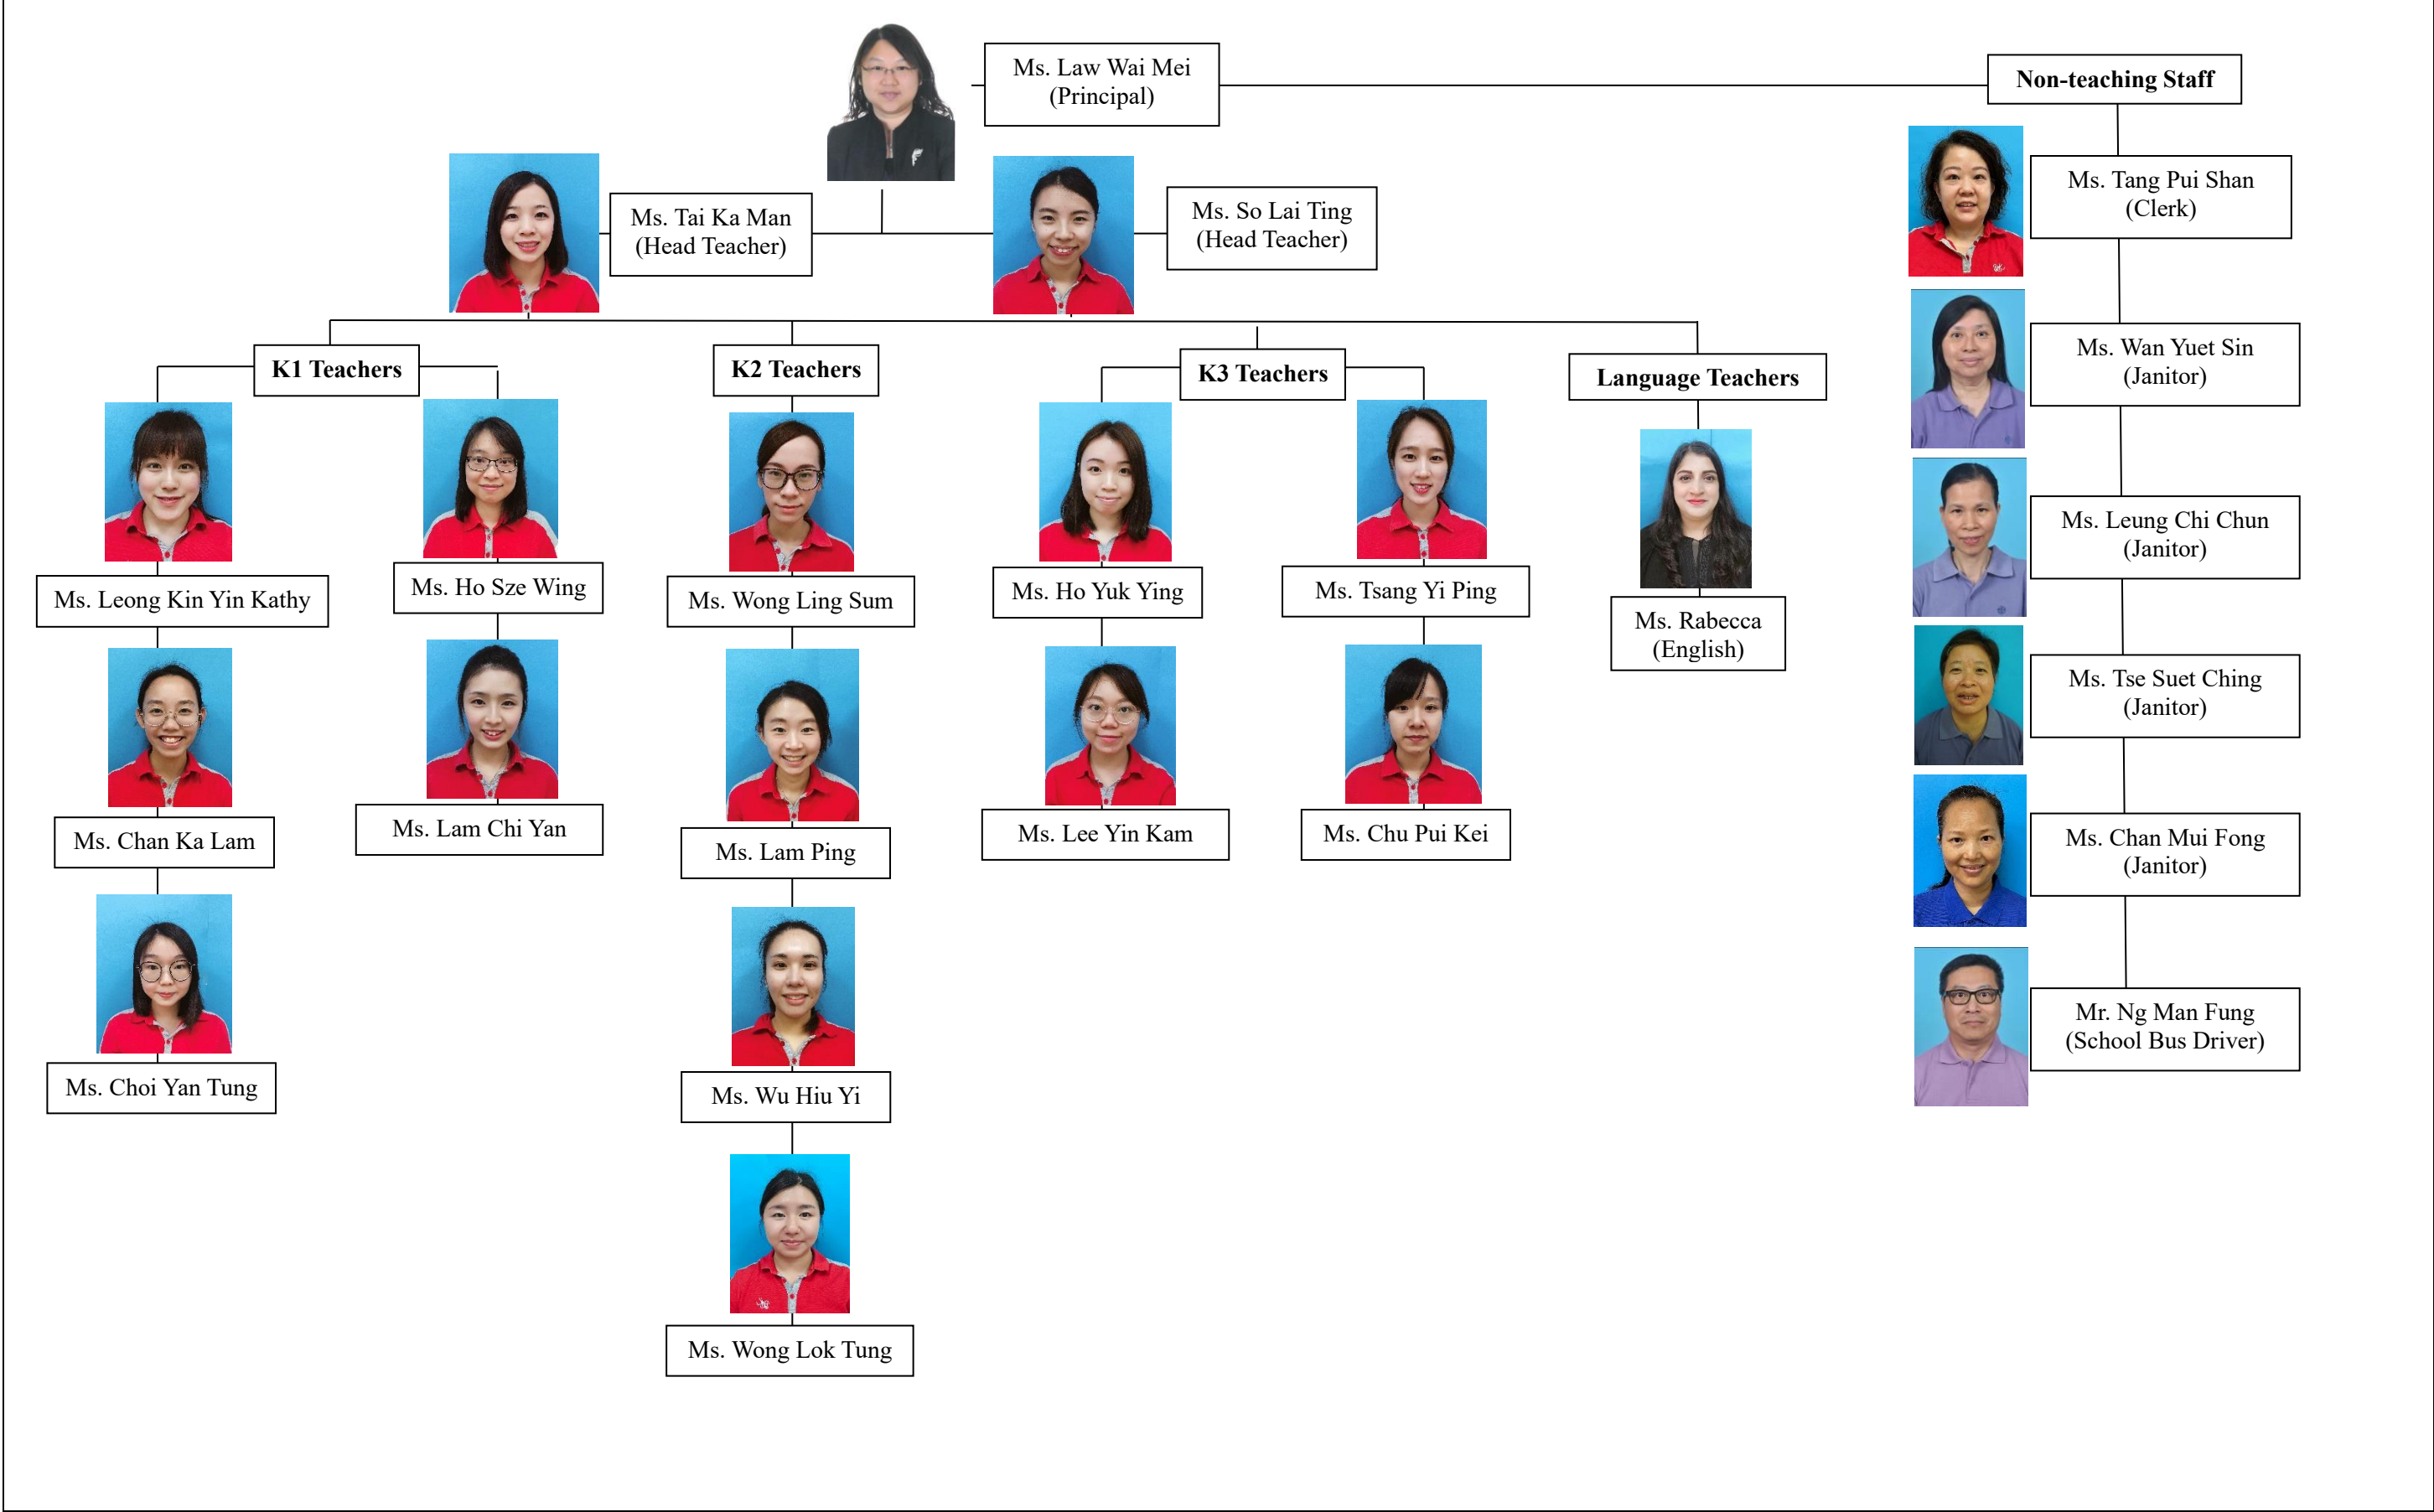 Ms. Law Wai Mei
(Principal)
Non-teaching Staff
Ms. Tai Ka Man
(Head Teacher)
Ms. So Lai Ting
(Head Teacher)
K1 Teachers
K2 Teachers
K3 Teachers
Language Teachers
Ms. Leong Kin Yin Kathy
Ms. Chan Ka Lam
Ms. Choi Yan Tung
Ms. Ho Sze Wing
Ms. Lam Chi Yan
Ms. Wong Ling Sum
Ms. Lam Ping
Ms. Wu Hiu Yi
Ms. Wong Lok Tung
Ms. Ho Yuk Ying
Ms. Lee Yin Kam
Ms. Tsang Yi Ping
Ms. Chu Pui Kei
Ms. Rabecca
(English)
Ms. Tang Pui Shan
(Clerk)
Ms. Wan Yuet Sin
(Janitor)
Ms. Leung Chi Chun
(Janitor)
Ms. Tse Suet Ching
(Janitor)
Ms. Chan Mui Fong
(Janitor)
Mr. Ng Man Fung
(School Bus Driver)